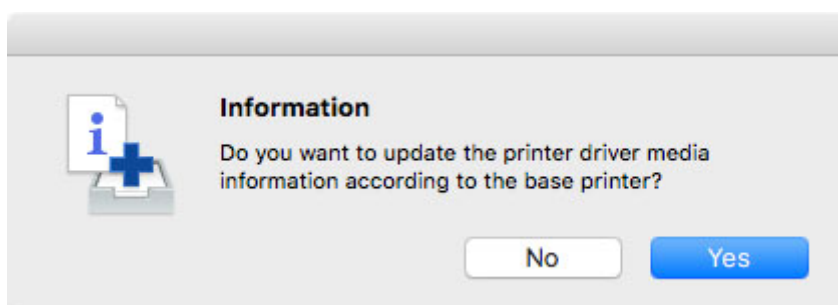 Information
Do you want to update the printer driver media
information according to the base printer?
No
Yes